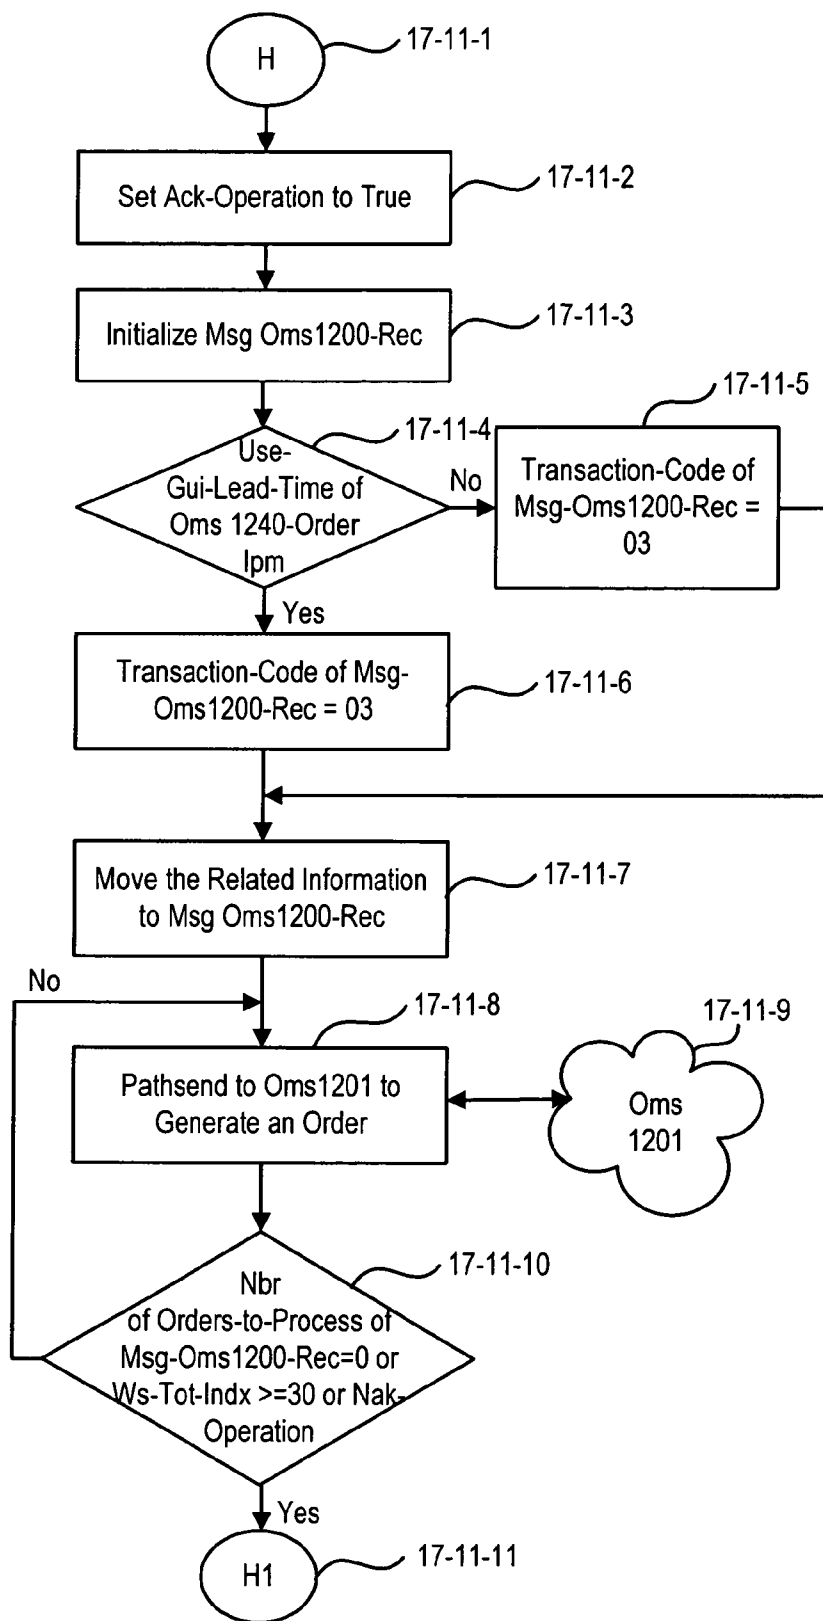 H
17-11-1
Set Ack-Operation to True
17-11-2
Initialize Msg Oms1200-Rec
17-11-3
Use-
Gui-Lead-Time of
Oms 1240-Order
Ipm
17-11-4
No
Transaction-Code of
Msg-Oms1200-Rec =
03
17-11-5
Yes
Transaction-Code of Msg-
Oms1200-Rec = 03
17-11-6
Move the Related Information
to Msg Oms1200-Rec
17-11-7
No
Pathsend to Oms1201 to
Generate an Order
17-11-8
Oms
1201
17-11-9
Nbr
of Orders-to-Process of
Msg-Oms1200-Rec=0 or
Ws-Tot-Indx >=30 or Nak-
Operation
17-11-10
Yes
H1
17-11-11